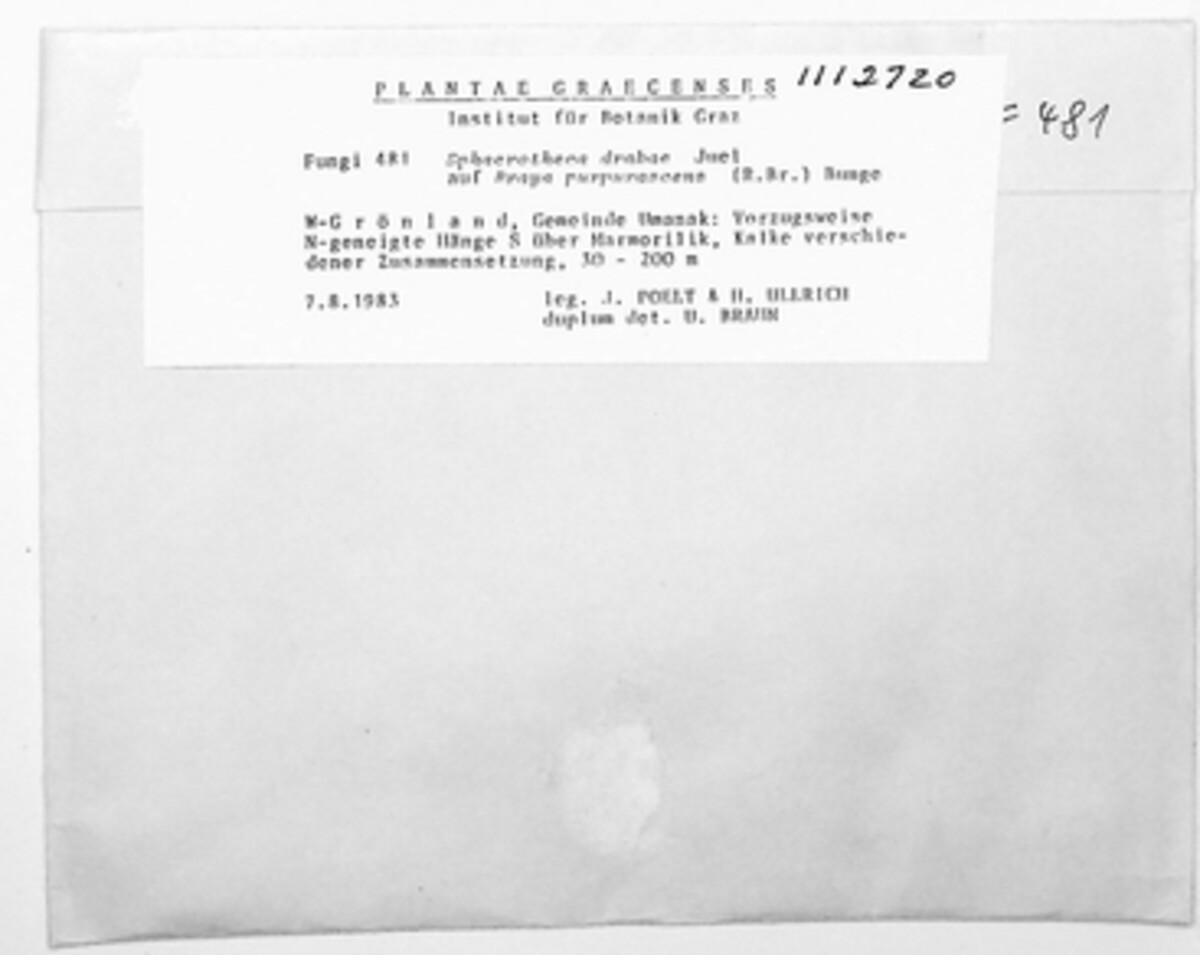 PLANTAE GRAECENSES 1112720
Institut für Botanik Graz
= 481
Fungi 481 Sphaerotheca drabae Juel
auf Braya purpurascens (R.Br.) Bunge
W-G r ö n l a n d, Gemeinde Umanak: Vorzugsweise
N-geneigte Hänge S über Marmorilik, Kalke verschie-
dener Zusammensetzung, 30 - 200 m
7.8.1983 leg. J. POELT & H. ULLRICH
duplum det. U. BRAUN